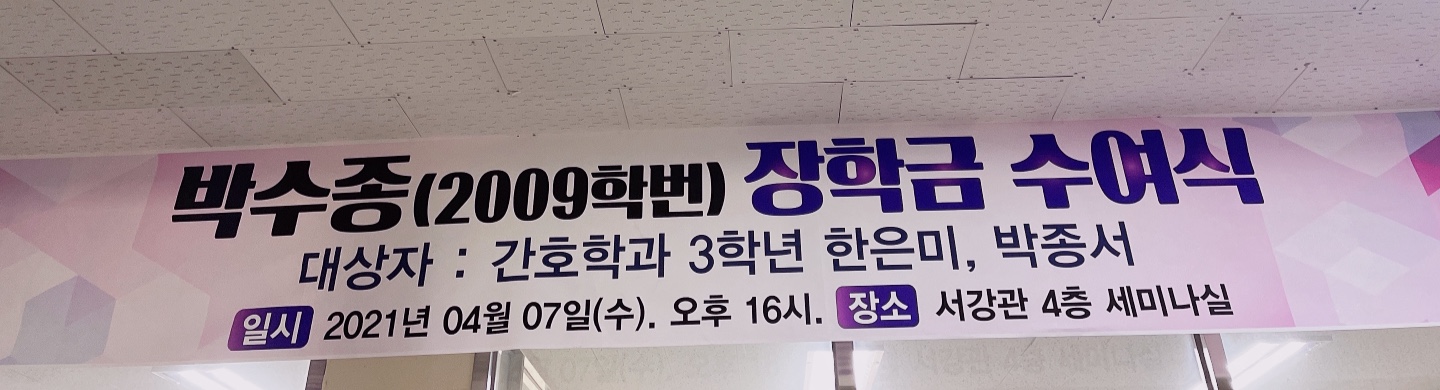 박수종(2009학번) 장학금 수여식
대상자 : 간호학과 3학년 한은미, 박종서
일시 2021년 04월 07일(수). 오후 16시. 장소 서강관 4층 세미나실